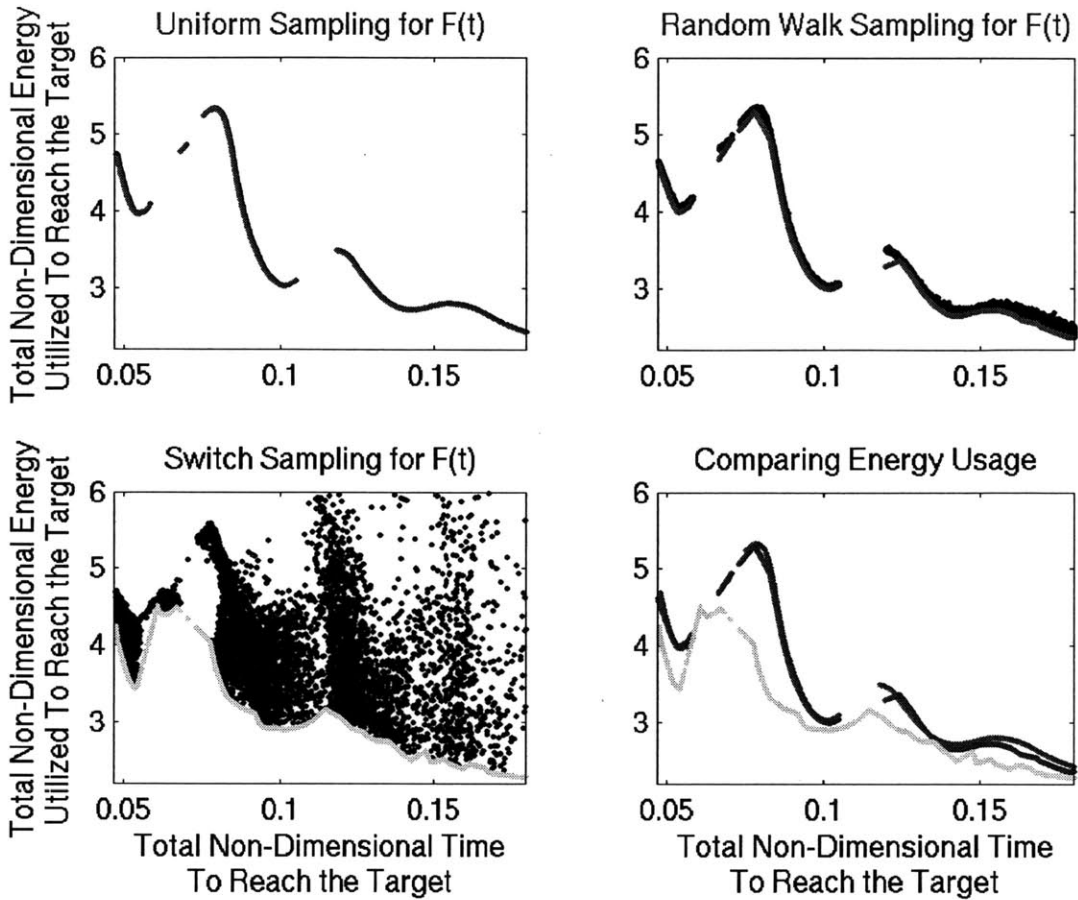 Uniform Sampling for F(t)
Total Non-Dimensional Energy
Utilized To Reach the Target
6
5
4
3
0.05
0.1
0.15
Random Walk Sampling for F(t)
6
5
4
3
0.05
0.1
0.15
Switch Sampling for F(t)
Total Non-Dimensional Energy
Utilized To Reach the Target
6
5
4
3
0.05
0.1
0.15
Total Non-Dimensional Time
To Reach the Target
Comparing Energy Usage
6
5
4
3
0.05
0.1
0.15
Total Non-Dimensional Time
To Reach the Target